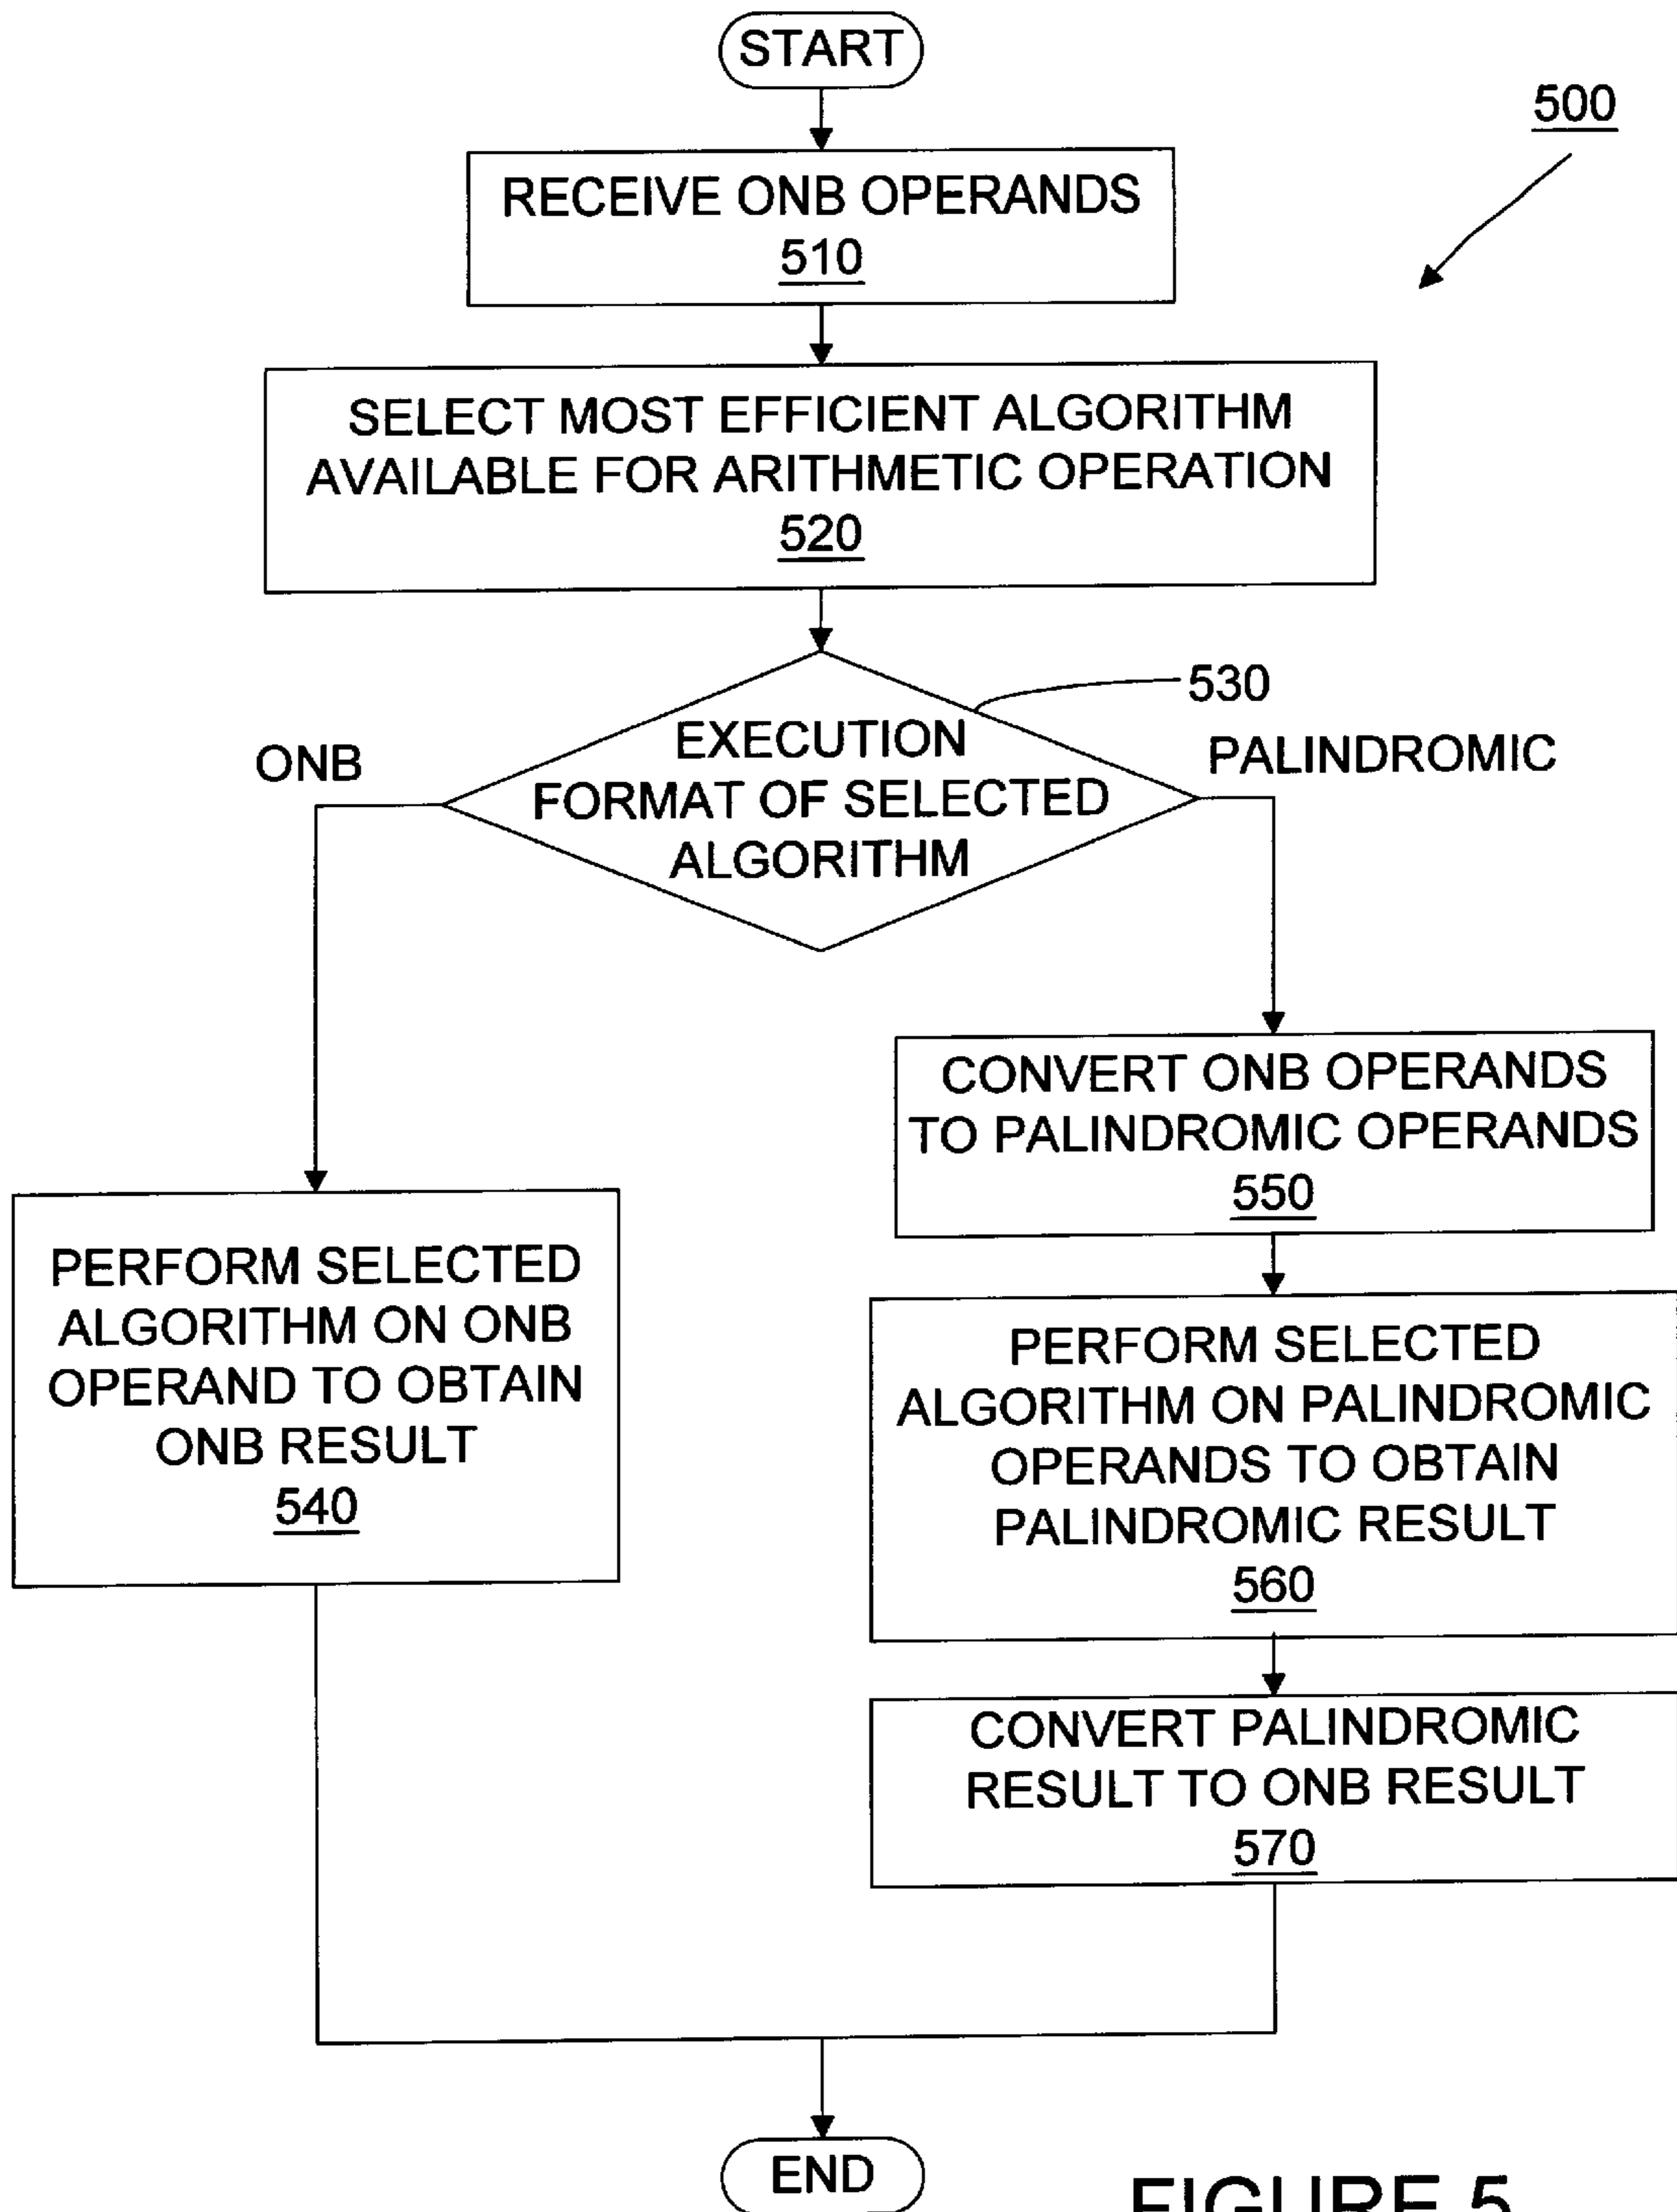 START
500
RECEIVE ONB OPERANDS
510
SELECT MOST EFFICIENT ALGORITHM
AVAILABLE FOR ARITHMETIC OPERATION
520
530
EXECUTION
FORMAT OF SELECTED
ALGORITHM
ONB
PALINDROMIC
CONVERT ONB OPERANDS
TO PALINDROMIC OPERANDS
550
PERFORM SELECTED
ALGORITHM ON ONB
OPERAND TO OBTAIN
ONB RESULT
540
PERFORM SELECTED
ALGORITHM ON PALINDROMIC
OPERANDS TO OBTAIN
PALINDROMIC RESULT
560
CONVERT PALINDROMIC
RESULT TO ONB RESULT
570
END
FIGURE 5